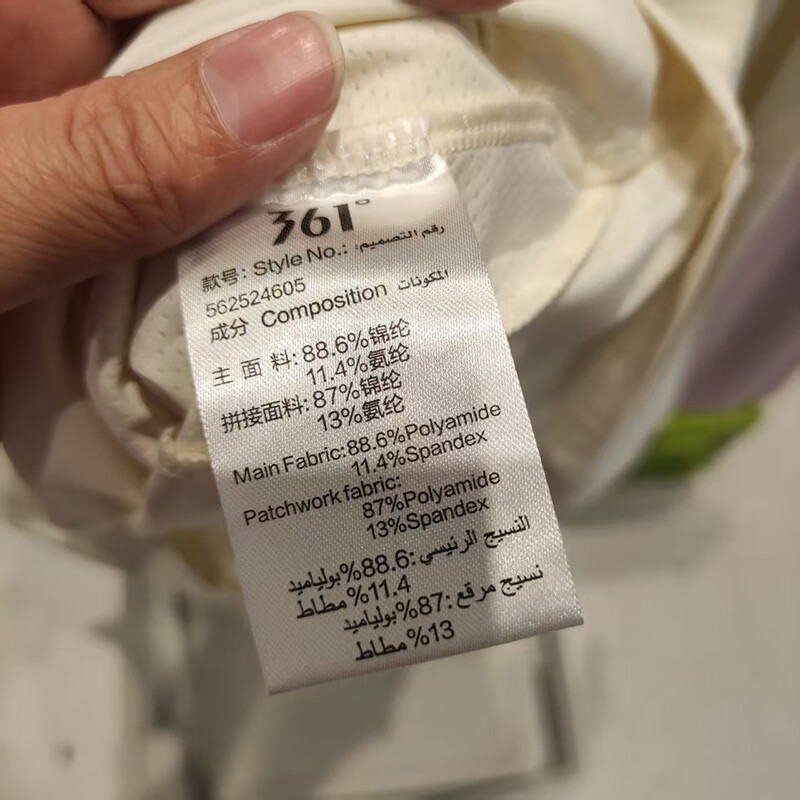 361°
款号: Style No.: رقم التصميم:
562524605
成分 Composition المكونات
主 面 料: 88.6%锦纶
11.4%氨纶
拼接面料: 87%锦纶
13%氨纶
Main Fabric:88.6%Polyamide
11.4%Spandex
Patchwork fabric:
87%Polyamide
13%Spandex
النسيج الرئيسي: 88.6%بولياميد
11.4% مطاط
نسيج مرقع: 87%بولياميد
13% مطاط